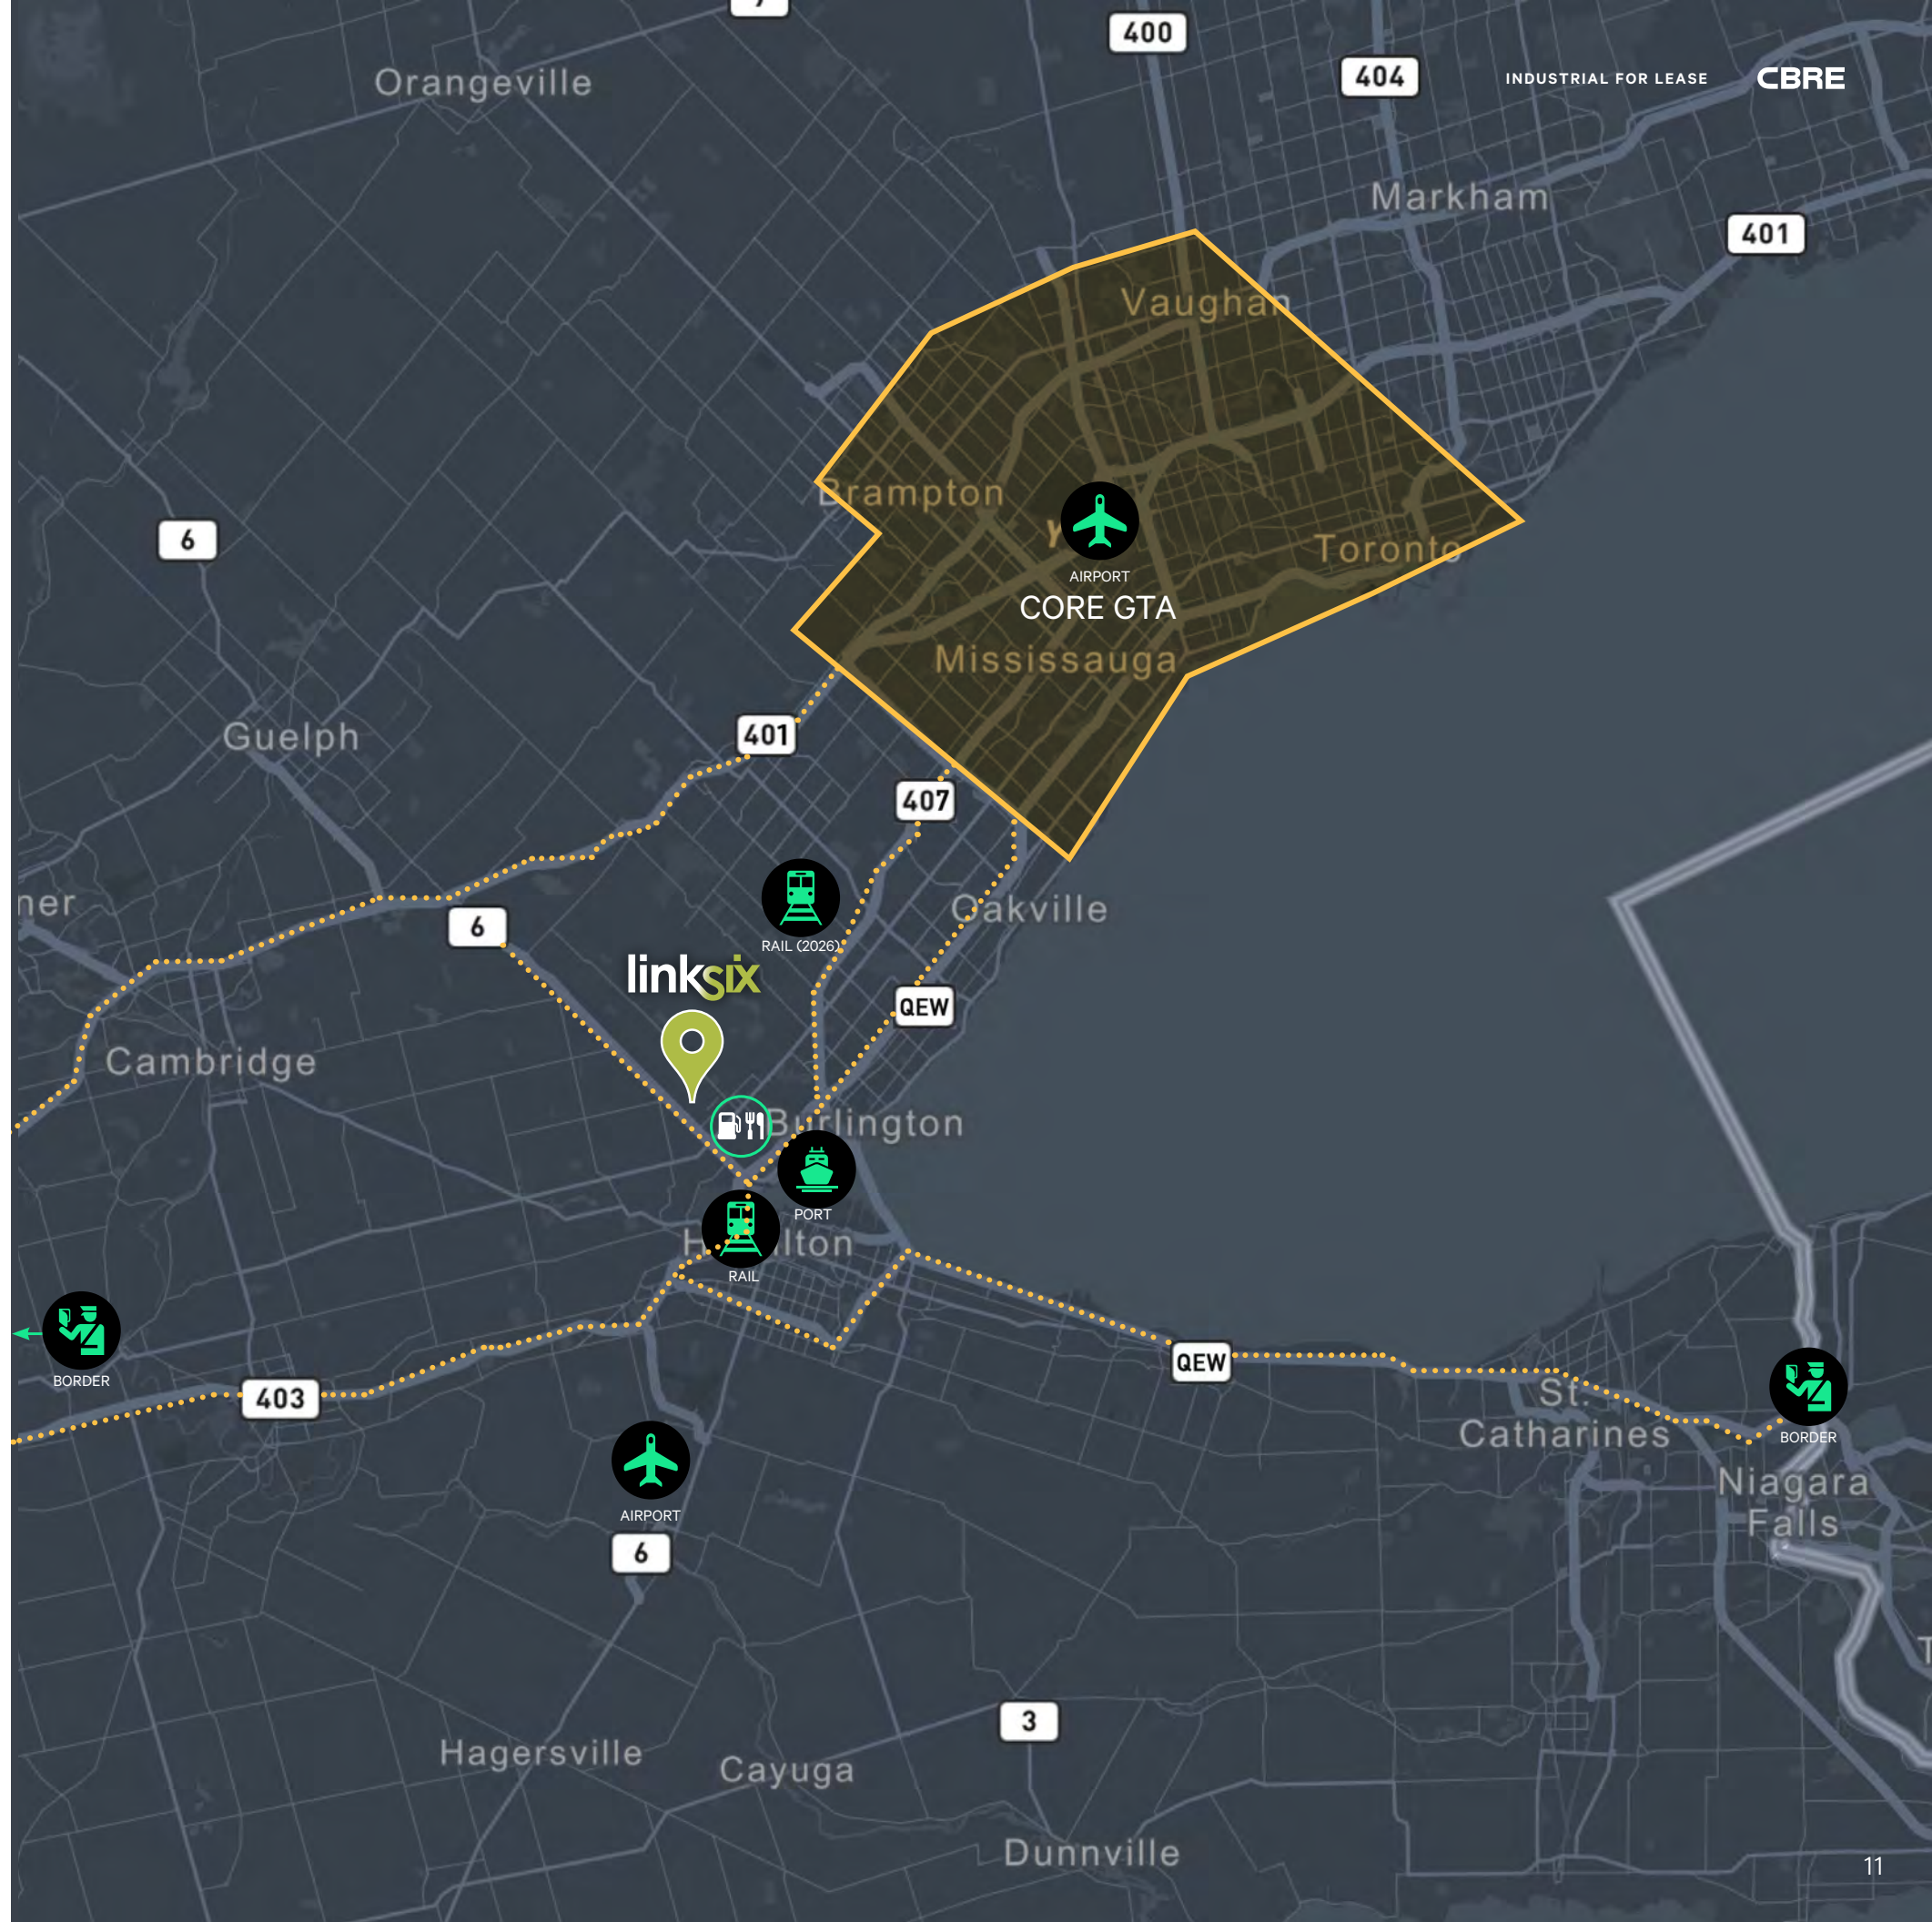 400
404
INDUSTRIAL FOR LEASE
CBRE
Orangeville
Markham
401
Vaughan
Brampton
6
Toronto
AIRPORT
CORE GTA
Mississauga
401
Guelph
407
ner
6
Oakville
RAIL (2026)
linksix
QEW
Cambridge
Burlington
PORT
RAIL
BORDER
QEW
403
St.
Catharines
BORDER
Niagara
Falls
AIRPORT
6
3
Hagersville
Cayuga
Dunnville
11